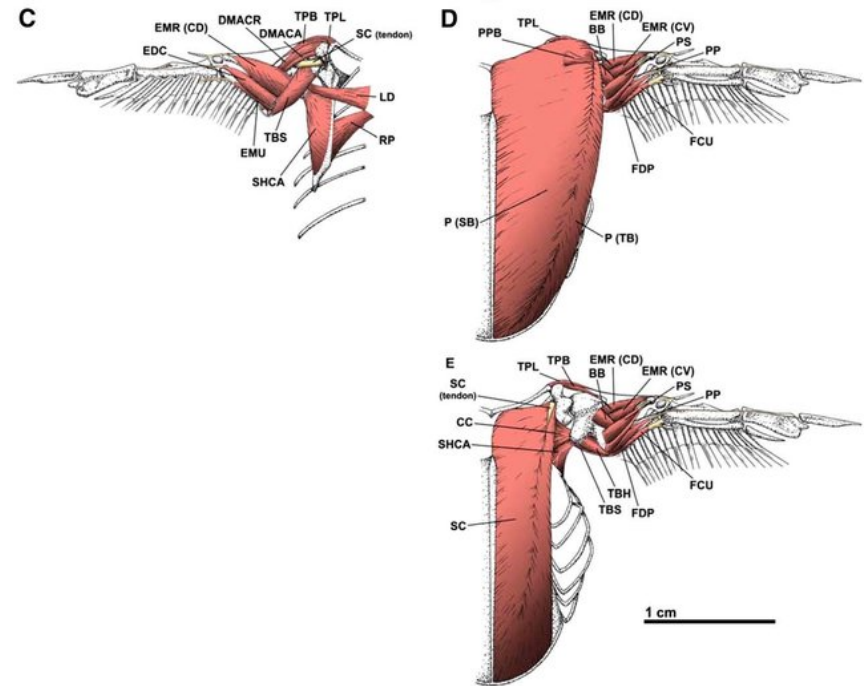 C
EMR (CD)
DMACR
TPB
TPL
DMACA
SC (tendon)
EDC
LD
TBS
RP
EMU
SHCA
D
TPL
EMR (CD)
PPB
BB
EMR (CV)
PS
PP
FCU
FDP
P (SB)
P (TB)
E
TPL
TPB
EMR (CD)
BB
EMR (CV)
SC
(tendon)
PS
PP
CC
SHCA
FCU
TBH
TBS
FDP
SC
1 cm